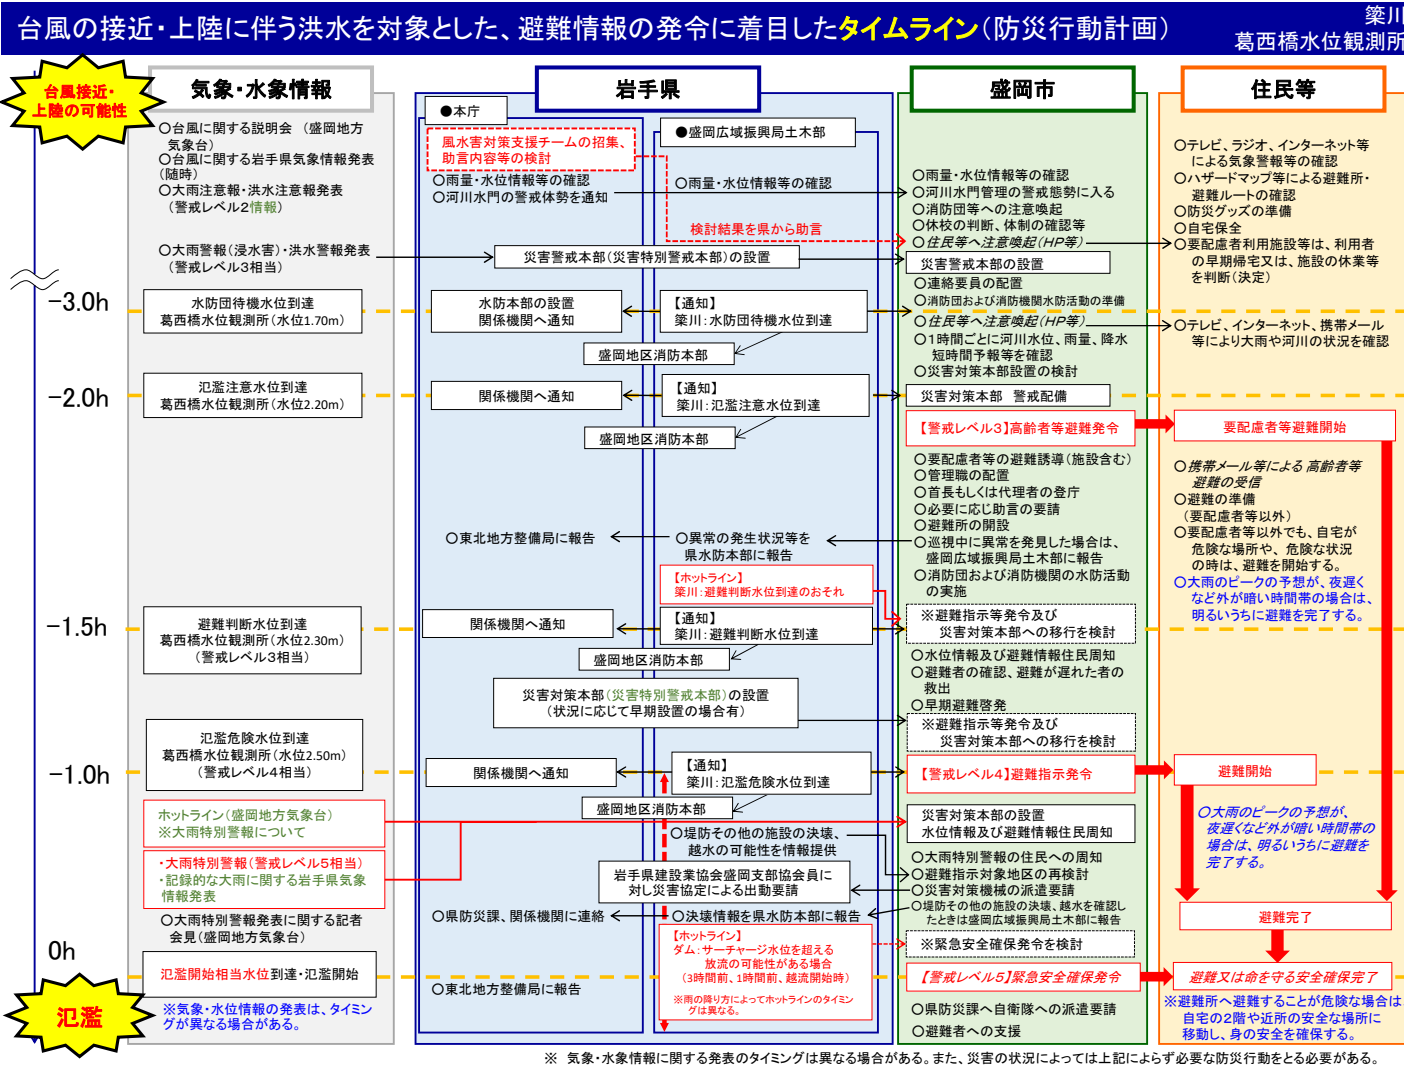 台風の接近・上陸に伴う洪水を対象とした、避難情報の発令に着目したタイムライン(防災行動計画)
簗川
葛西橋水位観測所
台風接近・
上陸の可能性
-3.0h
-2.0h
-1.5h
-1.0h
0h
氾濫
気象・水象情報
○台風に関する説明会 (盛岡地方
気象台)
○台風に関する岩手県気象情報発表
(随時)
○大雨注意報・洪水注意報発表
(警戒レベル2情報)
○大雨警報(浸水害)・洪水警報発表
(警戒レベル3相当)
水防団待機水位到達
葛西橋水位観測所(水位1.70m)
氾濫注意水位到達
葛西橋水位観測所(水位2.20m)
避難判断水位到達
葛西橋水位観測所(水位2.30m)
(警戒レベル3相当)
氾濫危険水位到達
葛西橋水位観測所(水位2.50m)
(警戒レベル4相当)
ホットライン(盛岡地方気象台)
※大雨特別警報について
・大雨特別警報(警戒レベル5相当)
・記録的な大雨に関する岩手県気象
情報発表
○大雨特別警報発表に関する記者
会見(盛岡地方気象台)
氾濫開始相当水位到達・氾濫開始
※気象・水位情報の発表は、タイミン
グが異なる場合がある。
岩手県
●本庁
風水害対策支援チームの招集、
助言内容等の検討
○雨量・水位情報等の確認
○河川水門の警戒体勢を通知
●盛岡広域振興局土木部
○雨量・水位情報等の確認
検討結果を県から助言
災害警戒本部(災害特別警戒本部)の設置
水防本部の設置
関係機関へ通知
【通知】
簗川:水防団待機水位到達
盛岡地区消防本部
関係機関へ通知
【通知】
簗川:氾濫注意水位到達
盛岡地区消防本部
○東北地方整備局に報告
○異常の発生状況等を
県水防本部に報告
【ホットライン】
簗川:避難判断水位到達のおそれ
関係機関へ通知
【通知】
簗川:避難判断水位到達
盛岡地区消防本部
災害対策本部(災害特別警戒本部)の設置
(状況に応じて早期設置の場合有)
関係機関へ通知
【通知】
簗川:氾濫危険水位到達
盛岡地区消防本部
○堤防その他の施設の決壊、
越水の可能性を情報提供
岩手県建設業協会盛岡支部協会員に
対し災害協定による出動要請
○県防災課、関係機関に連絡
○決壊情報を県水防本部に報告
【ホットライン】
ダム:サーチャージ水位を超える
放流の可能性がある場合
(3時間前、1時間前、越流開始時)
※雨の降り方によってホットラインのタイミン
グは異なる。
○東北地方整備局に報告
盛岡市
○雨量・水位情報等の確認
○河川水門管理の警戒態勢に入る
○消防団等への注意喚起
○休校の判断、体制の確認等
○住民等へ注意喚起(HP等)
災害警戒本部の設置
○連絡要員の配置
○消防団および消防機関水防活動の準備
○住民等へ注意喚起(HP等)
○1時間ごとに河川水位、雨量、降水
短時間予報等を確認
○災害対策本部設置の検討
災害対策本部 警戒配備
【警戒レベル3】高齢者等避難発令
○要配慮者等の避難誘導(施設含む)
○管理職の配置
○首長もしくは代理者の登庁
○必要に応じ助言の要請
○避難所の開設
○巡視中に異常を発見した場合は、
盛岡広域振興局土木部に報告
○消防団および消防機関の水防活動
の実施
※避難指示等発令及び
災害対策本部への移行を検討
○水位情報及び避難情報住民周知
○避難者の確認、避難が遅れた者の
救出
○早期避難啓発
※避難指示等発令及び
災害対策本部への移行を検討
【警戒レベル4】避難指示発令
災害対策本部の設置
水位情報及び避難情報住民周知
○大雨特別警報の住民への周知
○避難指示対象地区の再検討
○災害対策機械の派遣要請
○堤防その他の施設の決壊、越水を確認し
たときは盛岡広域振興局土木部に報告
※緊急安全確保発令を検討
【警戒レベル5】緊急安全確保発令
○県防災課へ自衛隊への派遣要請
○避難者への支援
住民等
○テレビ、ラジオ、インターネット等
による気象警報等の確認
○ハザードマップ等による避難所・
避難ルートの確認
○防災グッズの準備
○自宅保全
○要配慮者利用施設等は、利用者
の早期帰宅又は、施設の休業等
を判断(決定)
○テレビ、インターネット、携帯メール
等により大雨や河川の状況を確認
要配慮者等避難開始
○携帯メール等による 高齢者等
避難の受信
○避難の準備
(要配慮者等以外)
○要配慮者等以外でも、自宅が
危険な場所や、危険な状況
の時は、避難を開始する。
○大雨のピークの予想が、夜遅く
など外が暗い時間帯の場合は、
明るいうちに避難を完了する。
避難開始
○大雨のピークの予想が、
夜遅くなど外が暗い時間帯の
場合は、明るいうちに避難を
完了する。
避難完了
避難又は命を守る安全確保完了
※避難所へ避難することが危険な場合は、
自宅の2階や近所の安全な場所に
移動し、身の安全を確保する。
※ 気象・水象情報に関する発表のタイミングは異なる場合がある。また、災害の状況によっては上記によらず必要な防災行動をとる必要がある。